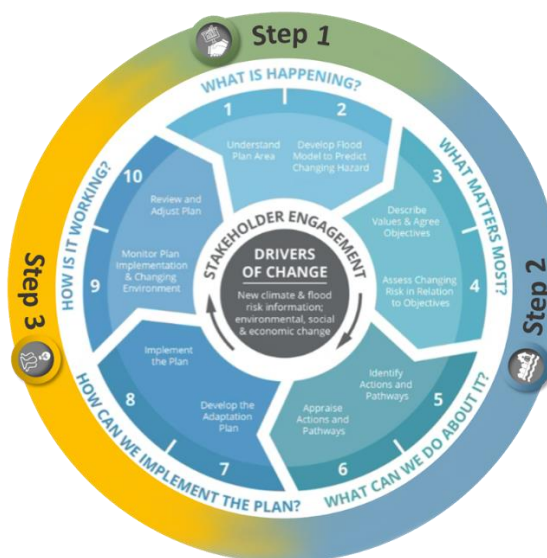 Step 1
WHAT IS HAPPENING?
1
Understand
Plan Area
2
Develop Flood
Model to Predict
Changing Hazard
WHAT MATTERS MOST?
3
Describe
Values & Agree
Objectives
4
Assess Changing
Risk in Relation
to Objectives
Step 2
WHAT CAN WE DO ABOUT IT?
5
Identify
Actions and
Pathways
6
Appraise
Actions and
Pathways
HOW CAN WE IMPLEMENT THE PLAN?
7
Develop the
Adaptation
Plan
8
Implement
the Plan
Step 3
HOW IS IT WORKING?
9
Monitor Plan
Implementation
& Changing
Environment
10
Review and
Adjust Plan
STAKEHOLDER ENGAGEMENT
DRIVERS
OF CHANGE
New climate & flood
risk information;
environmental, social
& economic change